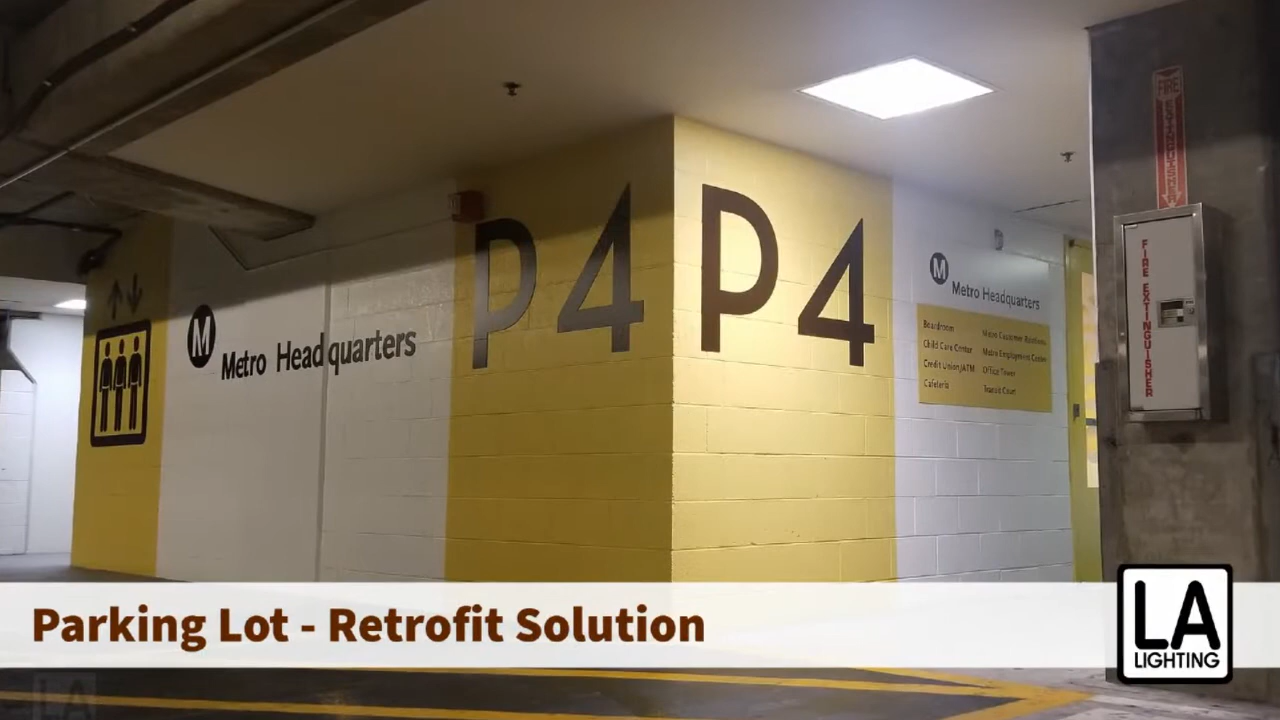 FIRE
EXTINGUISHER
P4
P4
M
Metro Headquarters
M
Metro Headquarters
Boardroom
Child Care Center
Credit Union/ATM
Cafeteria
Metro Customer Relations
Metro Employment Center
Office Tower
Transit Court
FIRE EXTINGUISHER
Parking Lot - Retrofit Solution
LA
LIGHTING
LA